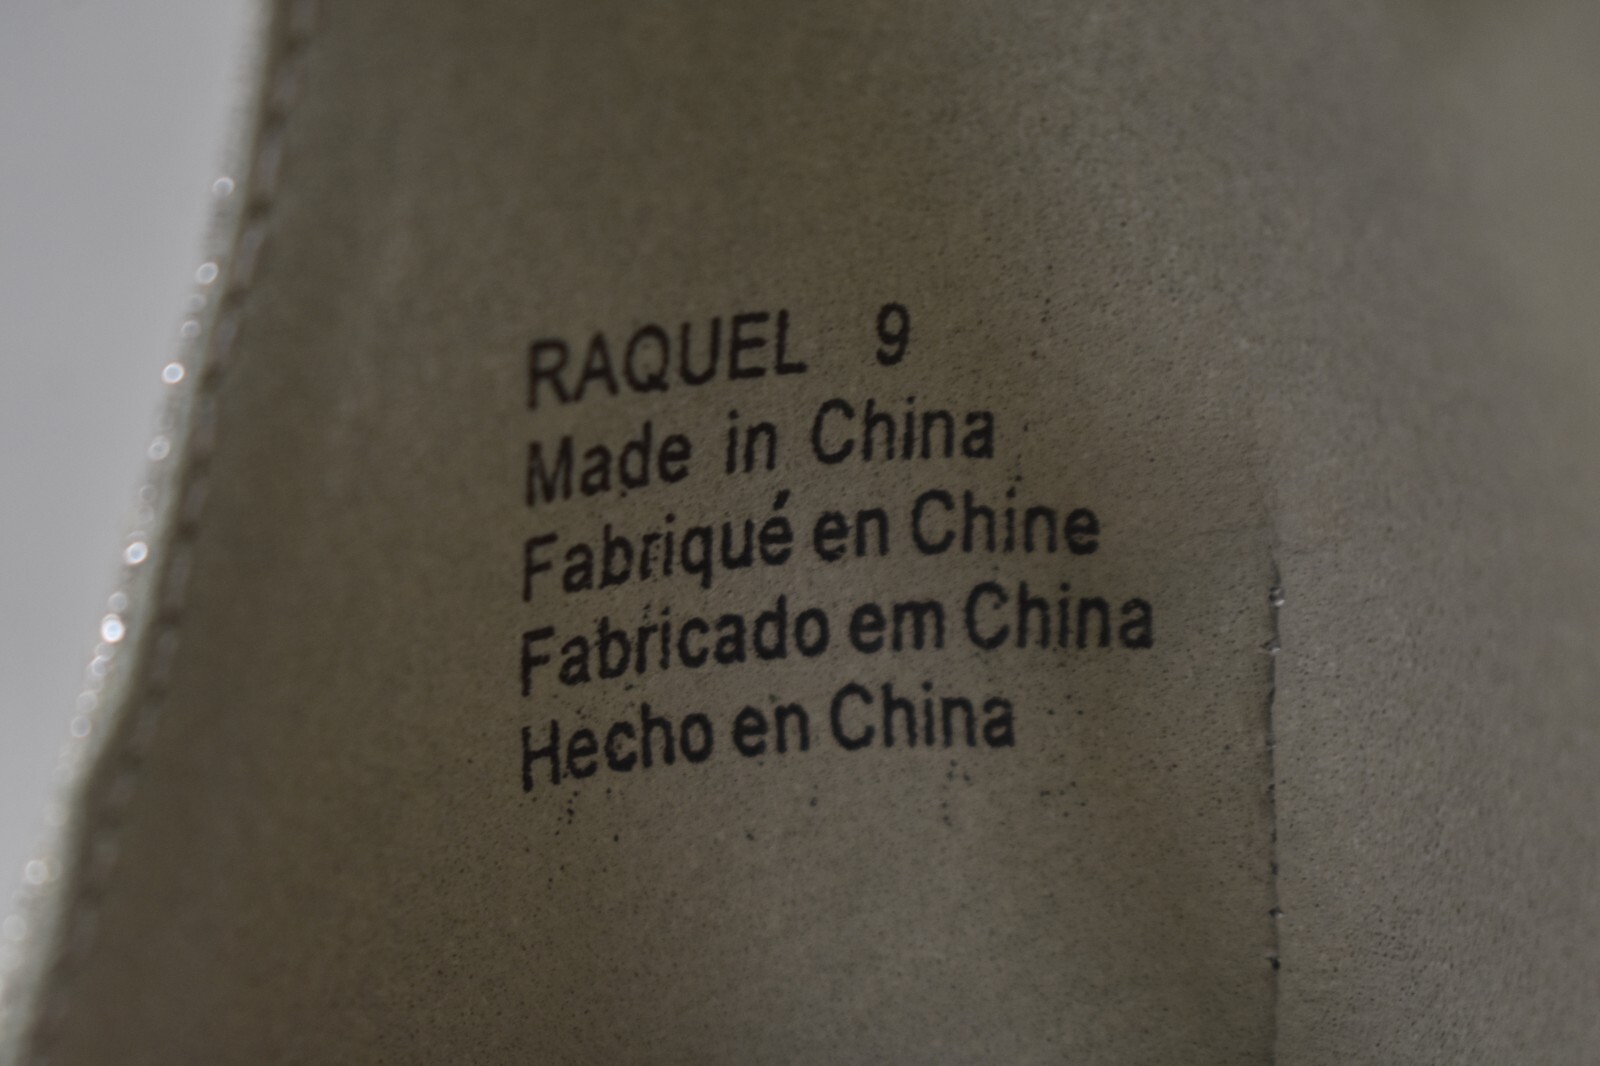 RAQUEL 9
Made in China
Fabriqué en Chine
Fabricado em China
Hecho en China